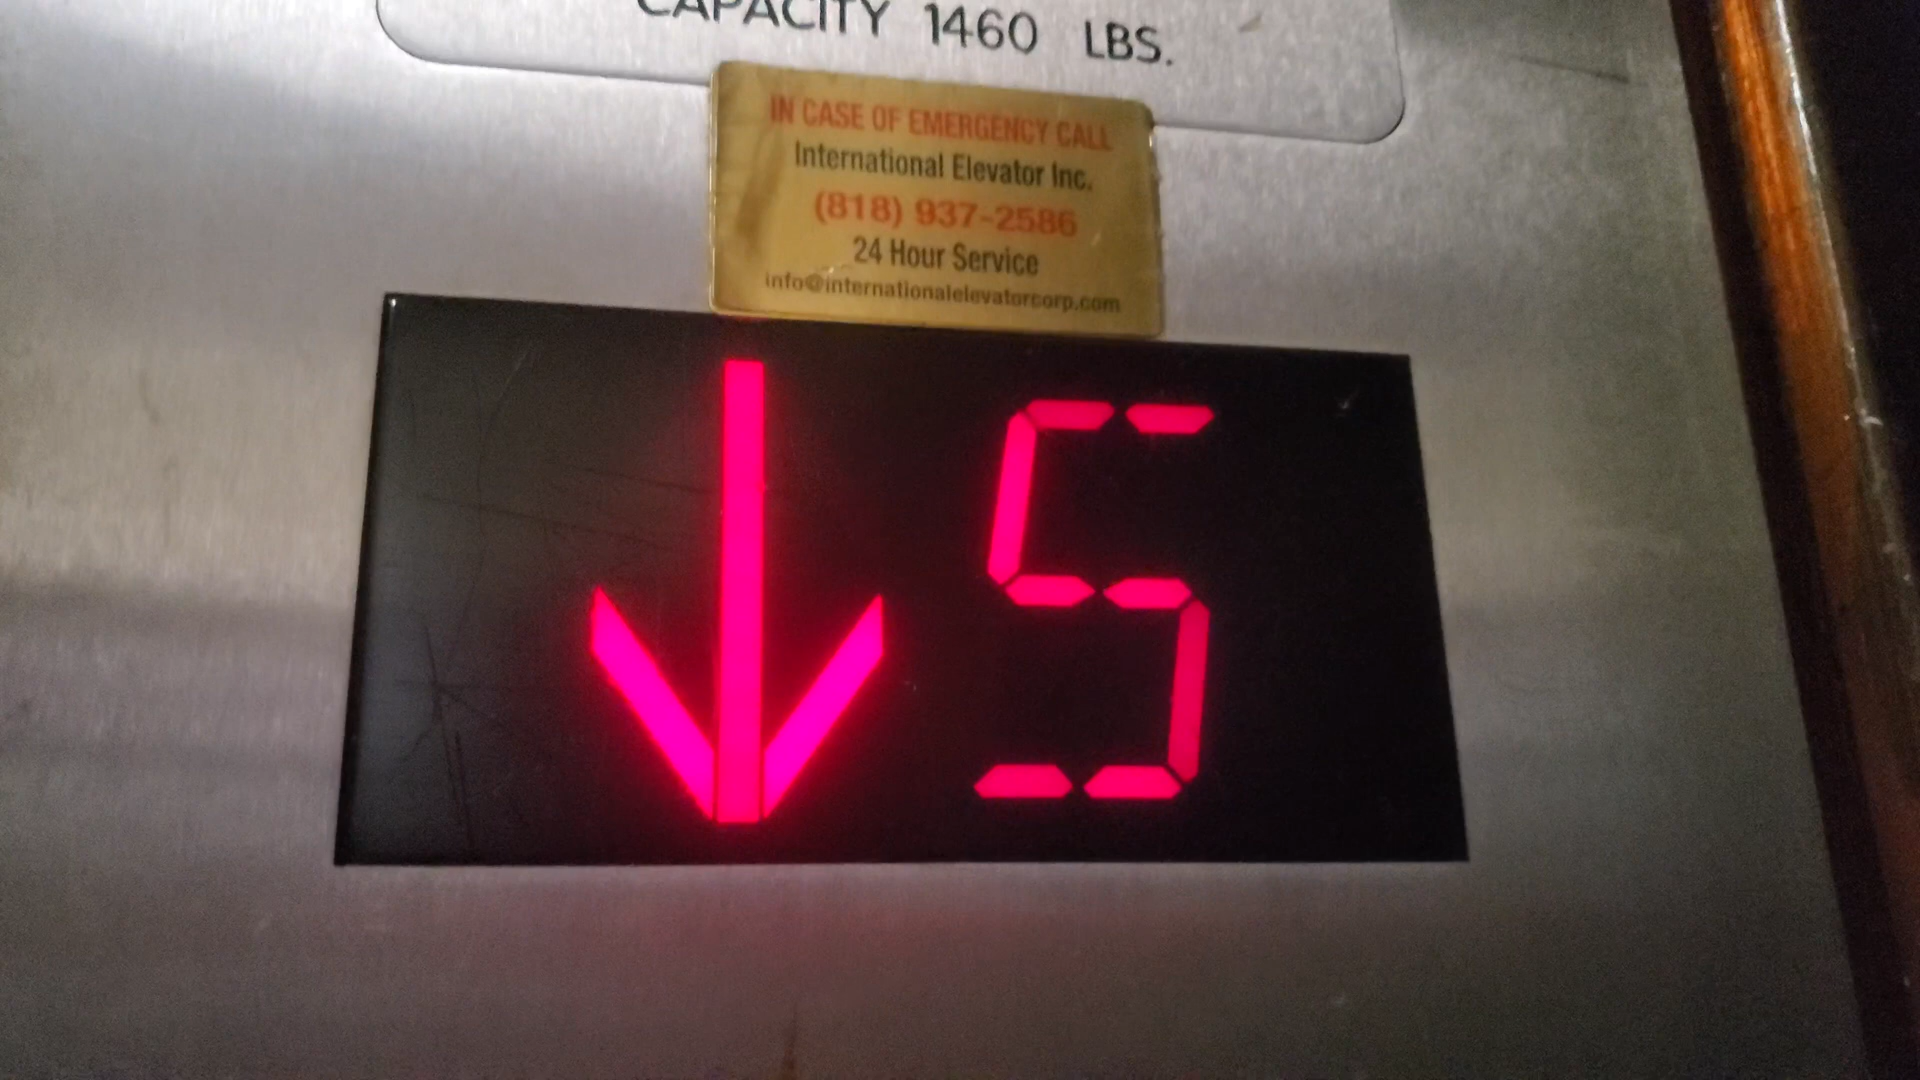 CAPACITY 1460 LBS.
IN CASE OF EMERGENCY CALL
International Elevator Inc.
(818) 937-2586
24 Hour Service
info@internationalelevatorcorp.com
↓ 5